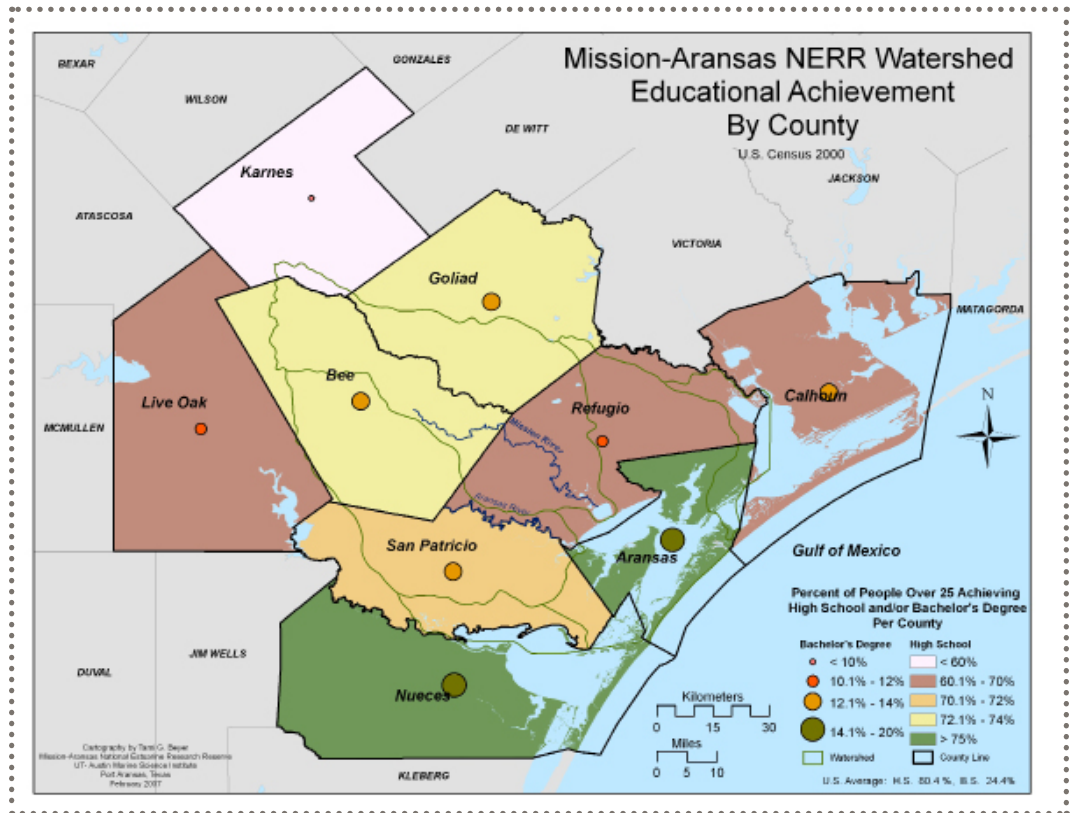 Mission-Aransas NERR Watershed
Educational Achievement
By County
U.S. Census 2000
BEXAR
GONZALES
WILSON
DE WITT
Karnes
JACKSON
ATASCOSA
VICTORIA
Goliad
MATAGORDA
Bee
Live Oak
Refugio
Calhoun
N
MCMULLEN
Mission River
Aransas River
San Patricio
Aransas
Gulf of Mexico
JIM WELLS
DUVAL
Nueces
KLEBERG
Percent of People Over 25 Achieving
High School and/or Bachelor's Degree
Per County
Bachelor's Degree
< 10%
10.1% - 12%
12.1% - 14%
14.1% - 20%
High School
< 60%
60.1% - 70%
70.1% - 72%
72.1% - 74%
> 75%
Watershed
County Line
U.S. Average: H.S. 80.4 %, B.S. 24.4%
Kilometers
0 15 30
Miles
0 5 10
Cartography by Tami G. Beyer
Mission-Aransas National Estuarine Research Reserve
UT- Austin Marine Science Institute
Port Aransas, Texas
February 2007